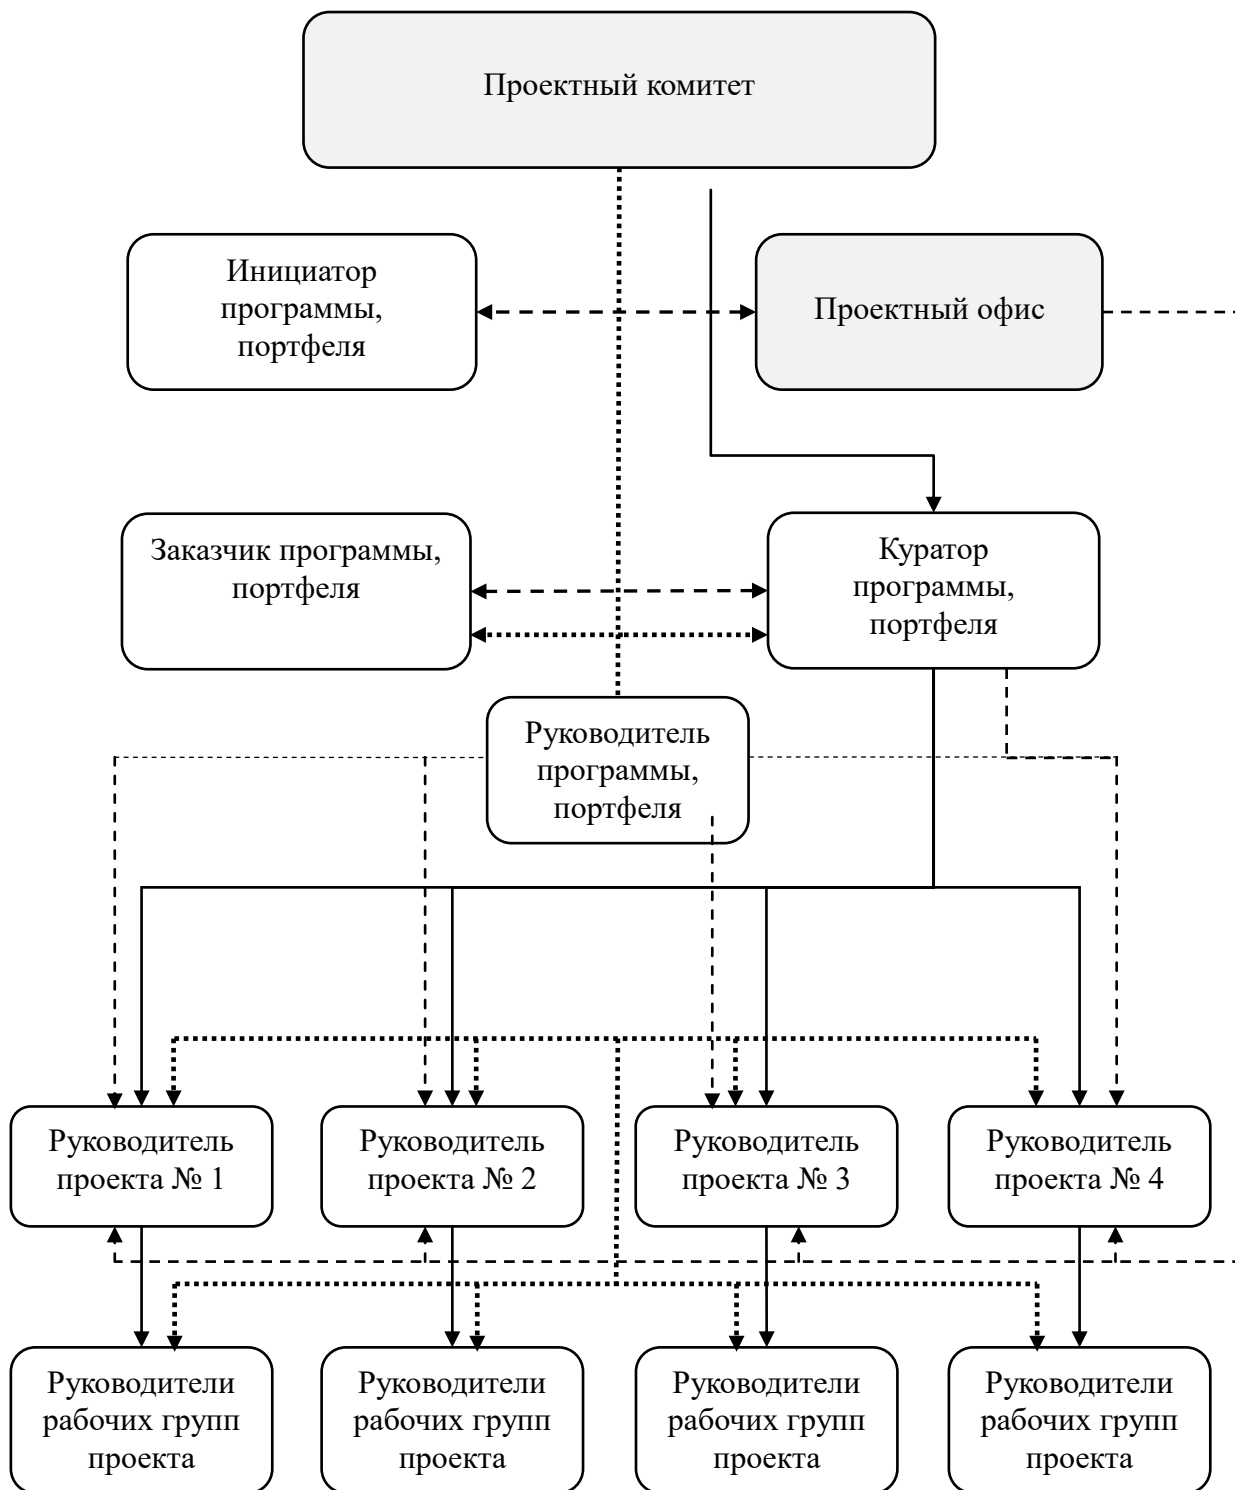 Проектный комитет
Инициатор
программы,
портфеля
Проектный офис
Заказчик программы,
портфеля
Куратор
программы,
портфеля
Руководитель
программы,
портфеля
Руководитель
проекта № 1
Руководитель
проекта № 2
Руководитель
проекта № 3
Руководитель
проекта № 4
Руководители
рабочих групп
проекта
Руководители
рабочих групп
проекта
Руководители
рабочих групп
проекта
Руководители
рабочих групп
проекта